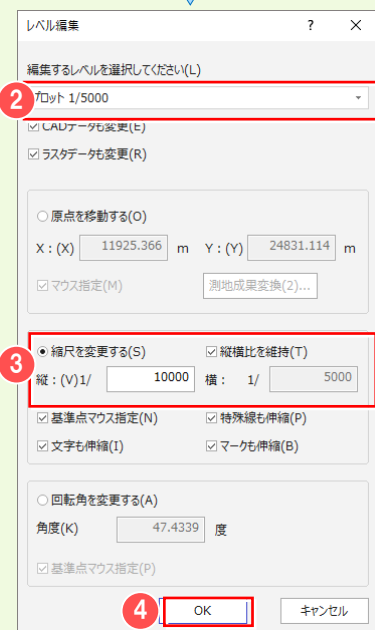 レベル編集 ? ×
編集するレベルを選択してください(L)
2 プロット 1/5000
CADデータも変更(E)
ラスタデータも変更(R)
原点を移動する(O)
X : (X) 11925.366 m Y : (Y) 24831.114 m
マウス指定(M) 測地成果変換(2)...
3 縮尺を変更する(S) 縦横比を維持(T)
縦 : (V)1/ 10000 横 : 1/ 5000
基準点マウス指定(N) 特殊線も伸縮(P)
文字も伸縮(I) マークも伸縮(B)
回転角を変更する(A)
角度(K) 47.4339 度
基準点マウス指定(P)
4 OK キャンセル